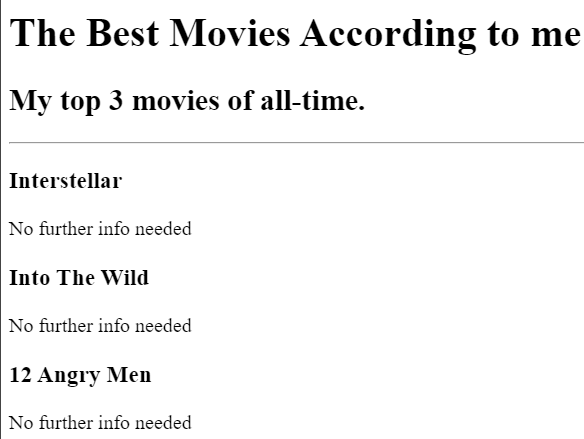 The Best Movies According to me
My top 3 movies of all-time.
Interstellar
No further info needed
Into The Wild
No further info needed
12 Angry Men
No further info needed